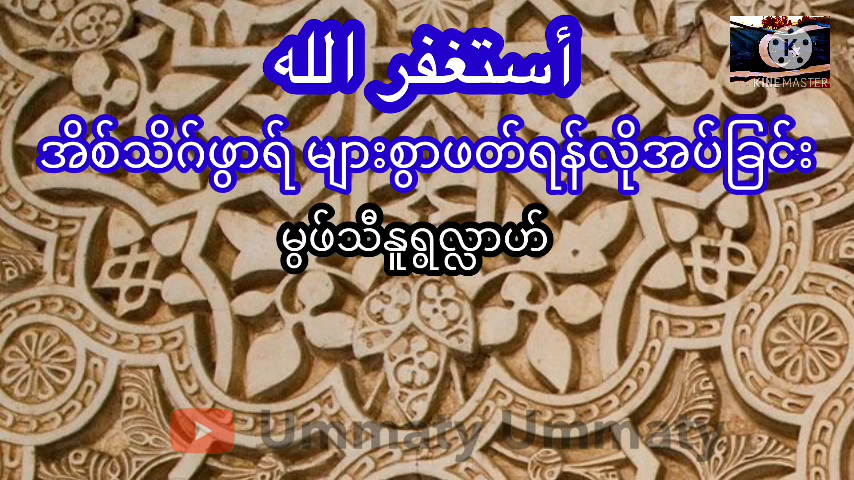 أستغفر الله
KINEMASTER
အိစ်သိဂ်ဖွာရ် များစွာဖတ်ရန်လိုအပ်ခြင်း
မွဖ်သီနူရွလ္လာဟ်
Ummaty Ummaty